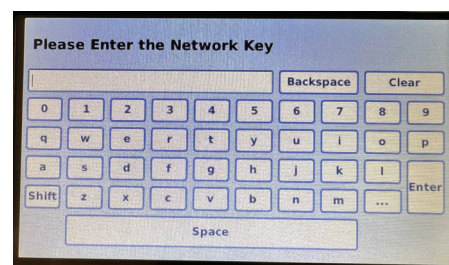 Please Enter the Network Key
Backspace Clear
0 1 2 3 4 5 6 7 8 9
q w e r t y u i o p
a s d f g h j k l Enter
Shift z x c v b n m ...
Space